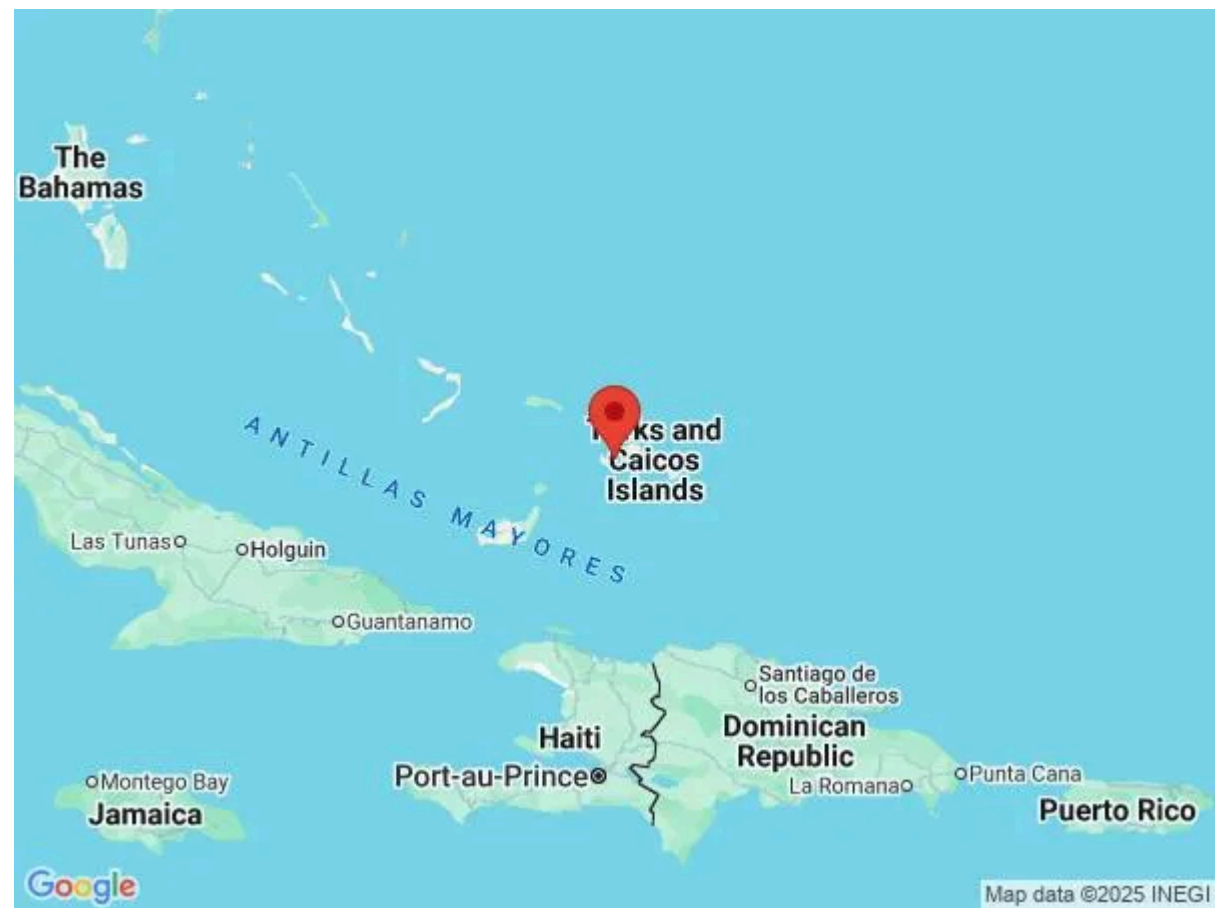 The
Bahamas
Turks and
Caicos
Islands
ANTILLAS MAYORES
Las Tunas
Holguin
Guantanamo
Santiago de
los Caballeros
Haiti
Dominican
Republic
Port-au-Prince
Punta Cana
La Romana
Montego Bay
Jamaica
Puerto Rico
Google
Map data ©2025 INEGI